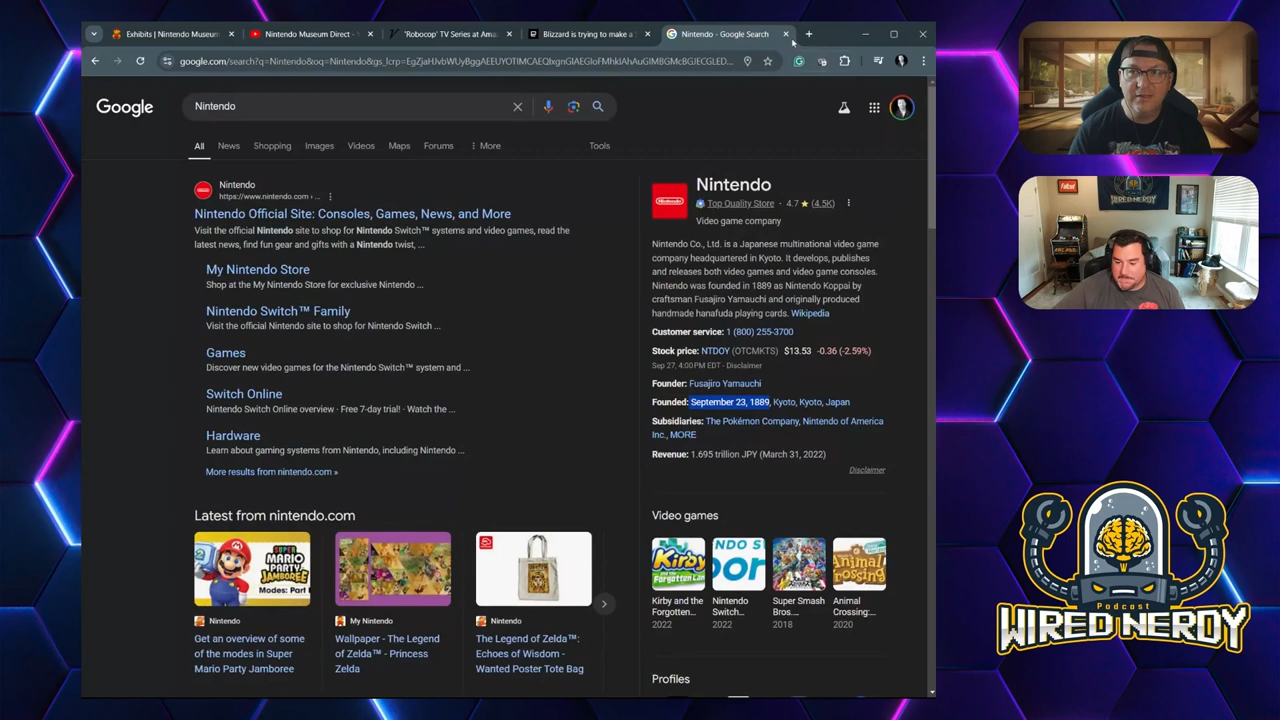 Exhibits | Nintendo Museum
Nintendo Museum Direct -
'Robocop' TV Series at Ama
Blizzard is trying to make a
Nintendo - Google Search
google.com/search?q=Nintendo&oq=Nintendo&gs_lcrp=
Google
Nintendo
All
News
Shopping
Images
Videos
Maps
Forums
More
Tools
Nintendo
https://www.nintendo.com › ...
Nintendo Official Site: Consoles, Games, News, and More
Visit the official Nintendo site to shop for Nintendo Switch™ systems and video games, read the
latest news, find fun gear and gifts with a Nintendo twist, ...
My Nintendo Store
Shop at the My Nintendo Store for exclusive Nintendo ...
Nintendo Switch™ Family
Visit the official Nintendo site to shop for Nintendo Switch ...
Games
Discover new video games for the Nintendo Switch™ system and ...
Switch Online
Nintendo Switch Online overview · Free 7-day trial! · Watch the ...
Hardware
Learn about gaming systems from Nintendo, including Nintendo ...
More results from nintendo.com »
Latest from nintendo.com
SUPER
MARIO
PARTY
JAMBOREE
Modes: Part
Nintendo
Get an overview of some
of the modes in Super
Mario Party Jamboree
My Nintendo
Wallpaper - The Legend
of Zelda™ - Princess
Zelda
Nintendo
The Legend of Zelda™:
Echoes of Wisdom -
Wanted Poster Tote Bag
Nintendo
Nintendo
Top Quality Store · 4.7 ★ (4.5K)
Video game company
Nintendo Co., Ltd. is a Japanese multinational video game
company headquartered in Kyoto. It develops, publishes
and releases both video games and video game consoles.
Nintendo was founded in 1889 as Nintendo Koppai by
craftsman Fusajiro Yamauchi and originally produced
handmade hanafuda playing cards. Wikipedia
Customer service: 1 (800) 255-3700
Stock price: NTDOY (OTCMKTS) $13.53 -0.36 (-2.59%)
Sep 27, 4:00 PM EDT - Disclaimer
Founder: Fusajiro Yamauchi
Founded: September 23, 1889, Kyoto, Kyoto, Japan
Subsidiaries: The Pokémon Company, Nintendo of America
Inc., MORE
Revenue: 1.695 trillion JPY (March 31, 2022)
Disclaimer
Video games
Kirby
Kirby and the
Forgotten...
2022
Nintendo
Switch...
2022
Super Smash
Bros....
2018
Animal
Crossing:...
2020
Profiles
Fallout
WIRED NERDY
Podcast
WIRED NERDY